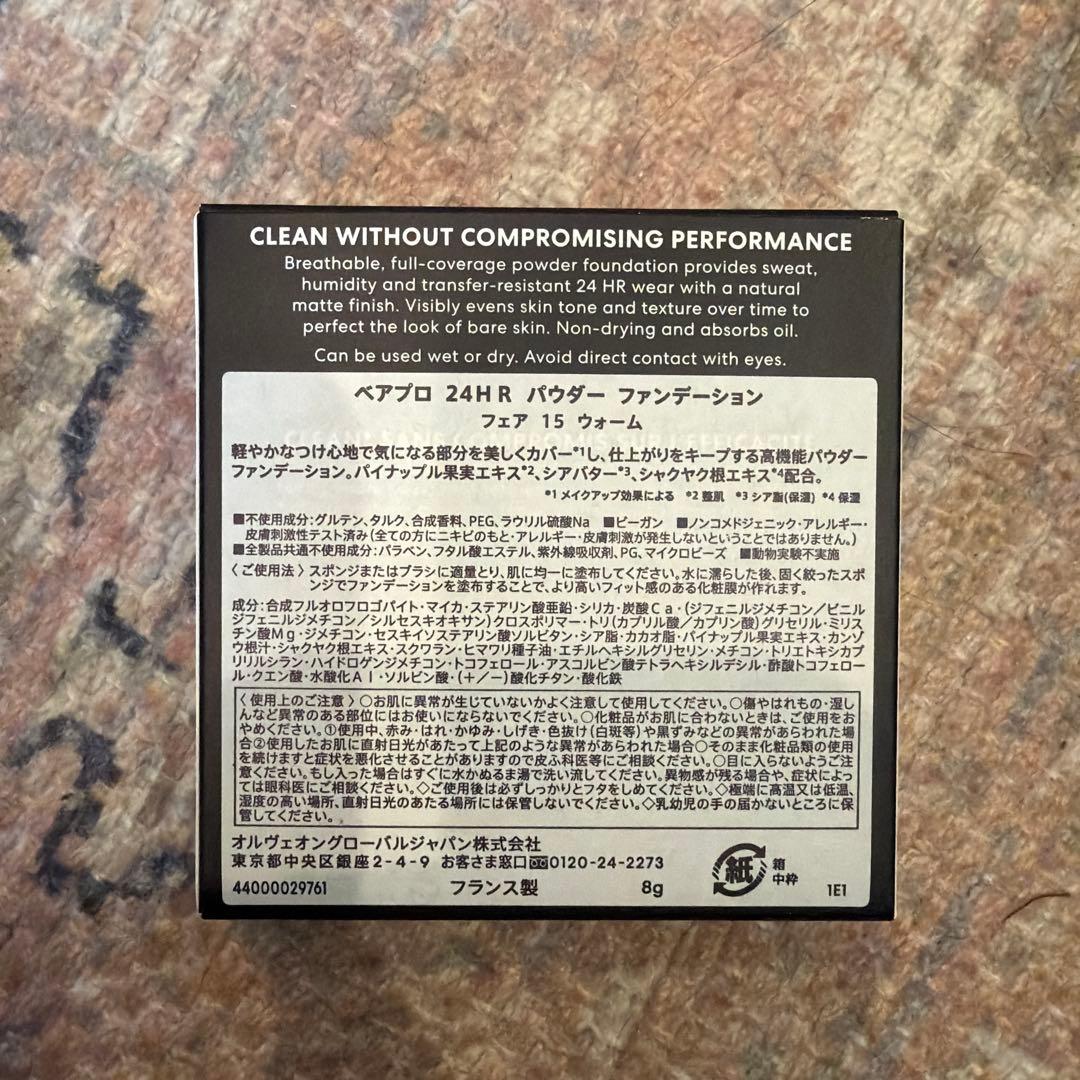 CLEAN WITHOUT COMPROMISING PERFORMANCE
Breathable, full-coverage powder foundation provides sweat,
humidity and transfer-resistant 24 HR wear with a natural
matte finish. Visibly evens skin tone and texture over time to
perfect the look of bare skin. Non-drying and absorbs oil.
Can be used wet or dry. Avoid direct contact with eyes.
ベアプロ 24HR パウダー ファンデーション
フェア 15 ウォーム
軽やかなつけ心地で気になる部分を美しくカバー*1し、仕上がりをキープする高機能パウダー
ファンデーション。パイナップル果実エキス*2、シアバター*3、シャクヤク根エキス*4配合。
*1 メイクアップ効果による *2 整肌 *3 シア脂(保湿) *4 保湿
■不使用成分:グルテン、タルク、合成香料、PEG、ラウリル硫酸Na ■ビーガン ■ノンコメドジェニック・アレルギー・
皮膚刺激性テスト済み(全ての方にニキビのもと・アレルギー・皮膚刺激が発生しないということではありません。)
■全製品共通不使用成分:パラベン、フタル酸エステル、紫外線吸収剤、PG、マイクロビーズ ■動物実験不実施
〈ご使用法〉スポンジまたはブラシに適量とり、肌に均一に塗布してください。水に濡らした後、固く絞ったスポ
ンジでファンデーションを塗布することで、より高いフィット感のある化粧膜が作れます。
成分:合成フルオロフロゴパイト・マイカ・ステアリン酸亜鉛・シリカ・炭酸Ca・(ジフェニルジメチコン/ビニル
ジフェニルジメチコン/シルセスキオキサン)クロスポリマー・トリ(カプリル酸/カプリン酸)グリセリル・ミリス
チン酸Mg・ジメチコン・セスキイソステアリン酸ソルビタン・シア脂・カカオ脂・パイナップル果実エキス・カンゾ
ウ根汁・シャクヤク根エキス・スクワラン・ヒマワリ種子油・エチルヘキシルグリセリン・メチコン・トリエトキシカプ
リリルシラン・ハイドロゲンジメチコン・トコフェロール・アスコルビン酸テトラヘキシルデシル・酢酸トコフェロー
ル・クエン酸・水酸化Al・ソルビン酸・(+/−)酸化チタン・酸化鉄
〈使用上のご注意〉○お肌に異常が生じていないかよく注意して使用してください。○傷やはれもの・湿し
んなど異常のある部位にはお使いにならないでください。○化粧品がお肌に合わないときは、ご使用をお
やめください。①使用中、赤み・はれ・かゆみ・しげき・色抜け(白斑等)や黒ずみなどの異常があらわれた場
合②使用したお肌に直射日光があたって上記のような異常があらわれた場合○そのまま化粧品類の使用
を続けますと症状を悪化させることがありますので皮ふ科医等にご相談ください。○目に入らないようご注
意ください。もし入った場合はすぐに水かぬるま湯で洗い流してください。異物感が残る場合や、症状によっ
ては眼科医にご相談ください。◇ご使用後は必ずしっかりとフタをしめてください。◇極端に高温又は低温、
湿度の高い場所、直射日光のあたる場所には保管しないでください。◇乳幼児の手の届かないところに保
管してください。
オルヴェオングローバルジャパン株式会社
東京都中央区銀座2-4-9 お客さま窓口0120-24-2273
44000029761 フランス製 8g
紙 箱
中枠
1E1